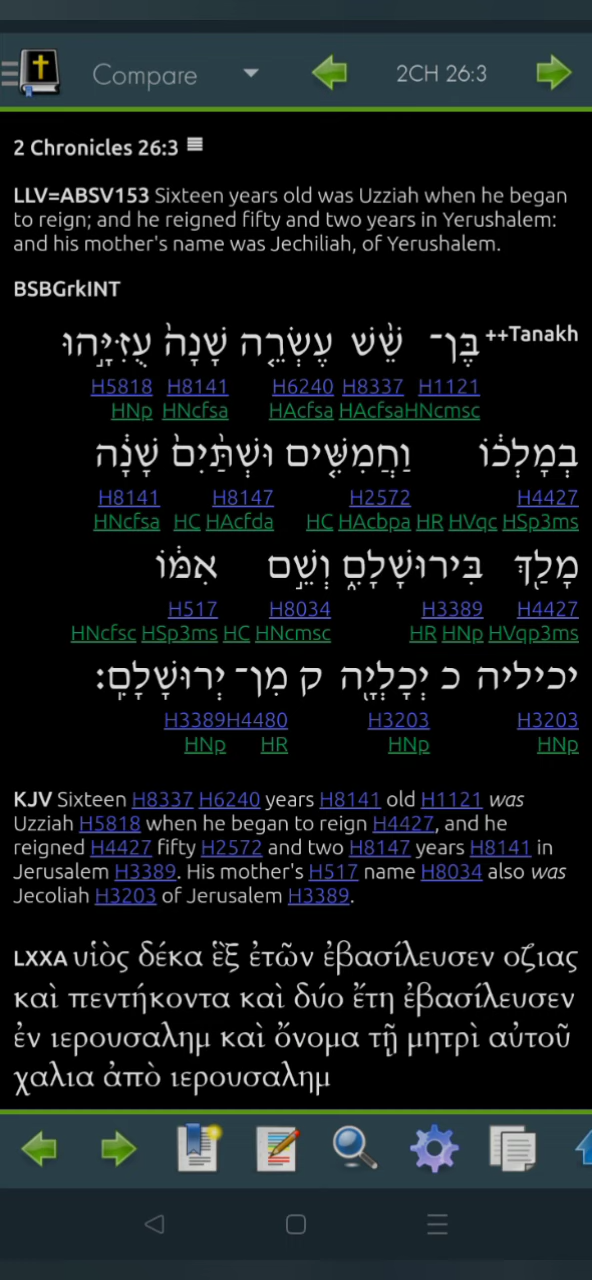 Compare
2CH 26:3
2 Chronicles 26:3
LLV=ABSV153 Sixteen years old was Uzziah when he began
to reign; and he reigned fifty and two years in Yerushalem:
and his mother's name was Jechiliah, of Yerushalem.
BSBGrkINT
++Tanakh בֶּן־ שֵׁ֨שׁ עֶשְׂרֵ֤ה שָׁנָה֙ עֻזִּיָּ֣הוּ
H5818 H8141 H6240 H8337 H1121
HNp HNcfsa HAcfsa HAcfsaHNcmsc
בְמָלְכ֔וֹ וַחֲמִשִּׁ֤ים וּשְׁתַּ֙יִם֙ שָׁנָ֔ה
H8141 H8147 H2572 H4427
HNcfsa HC HAcfda HC HAcbpa HR HVqc HSp3ms
מָלַ֖ךְ בִּירוּשָׁלִָ֑ם וְשֵׁ֣ם אִמּ֔וֹ
H517 H8034 H3389 H4427
HNcfsc HSp3ms HC HNcmsc HR HNp HVqp3ms
יכיליה כ יְכָלְיָ֖ה ק מִן־ יְרוּשָׁלִָֽם׃
H3389H4480 H3203 H3203
HNp HR HNp HNp
KJV Sixteen H8337 H6240 years H8141 old H1121 was
Uzziah H5818 when he began to reign H4427, and he
reigned H4427 fifty H2572 and two H8147 years H8141 in
Jerusalem H3389. His mother's H517 name H8034 also was
Jecoliah H3203 of Jerusalem H3389.
LXXA υἱὸς δέκα ἓξ ἐτῶν ἐβασίλευσεν οζιας
καὶ πεντήκοντα καὶ δύο ἔτη ἐβασίλευσεν
ἐν ιερουσαλημ καὶ ὄνομα τῇ μητρὶ αὐτοῦ
χαλια ἀπὸ ιερουσαλημ